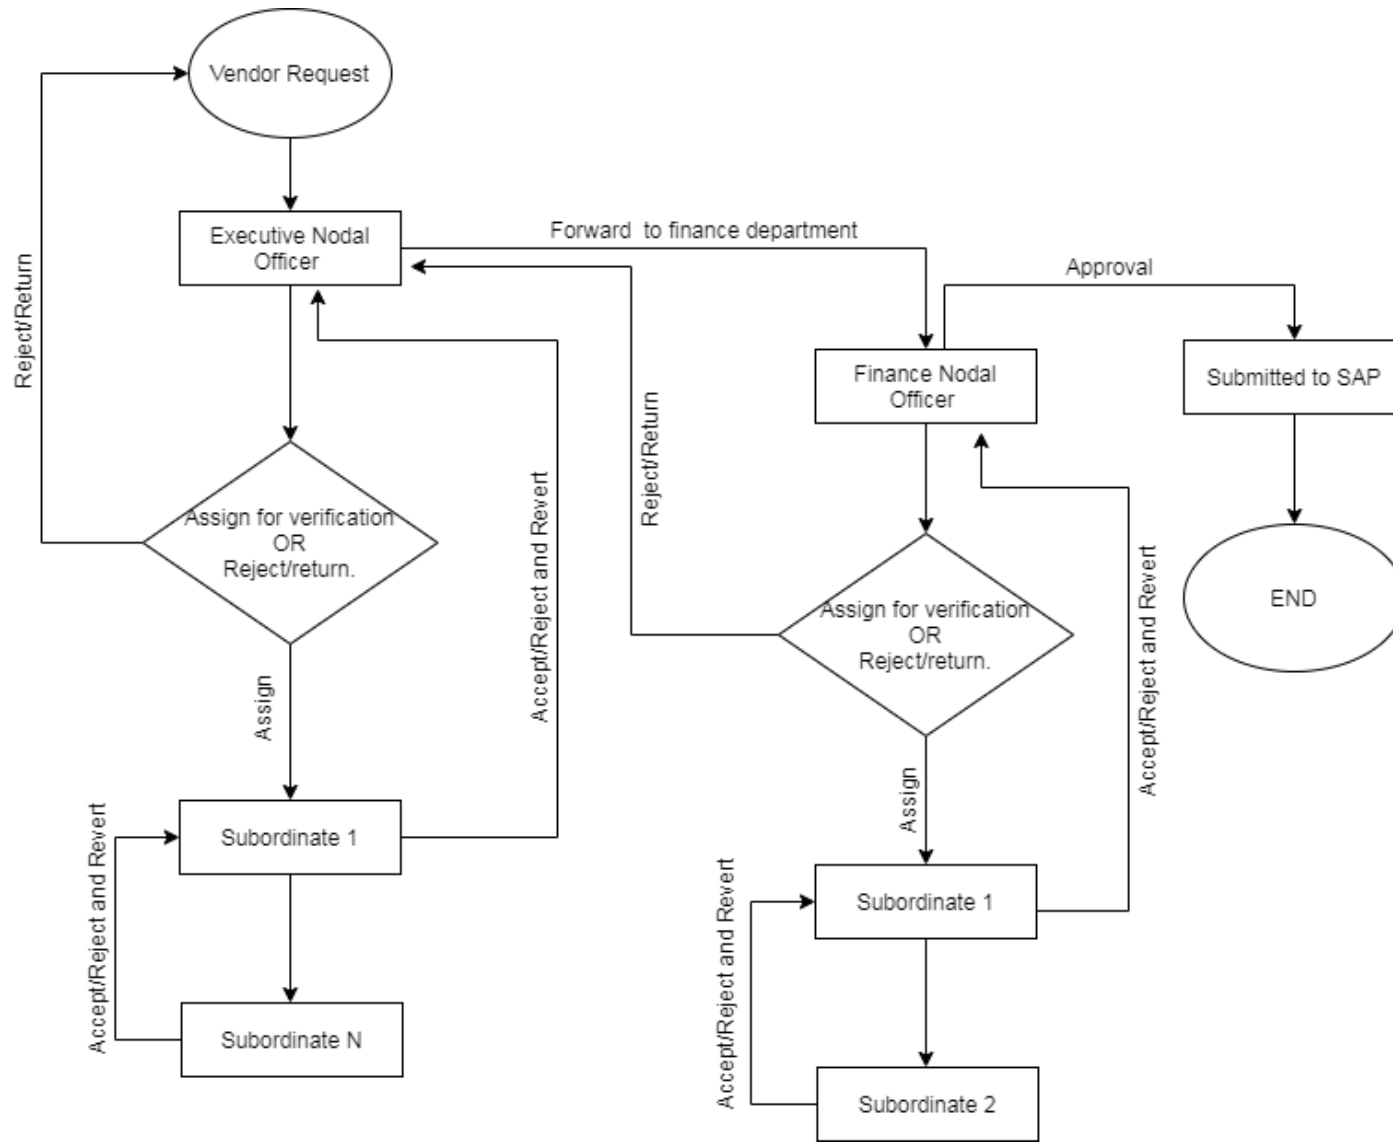 Vendor Request
Executive Nodal
Officer
Forward  to finance department
Approval
Reject/Return
Finance Nodal
Officer
Submitted to SAP
Reject/Return
Accept/Reject and Revert
Assign for verification
OR
Reject/return.
Assign for verification
OR
Reject/return.
Accept/Reject and Revert
END
Assign
Assign
Accept/Reject and Revert
Subordinate 1
Accept/Reject and Revert
Subordinate 1
Subordinate N
Subordinate 2